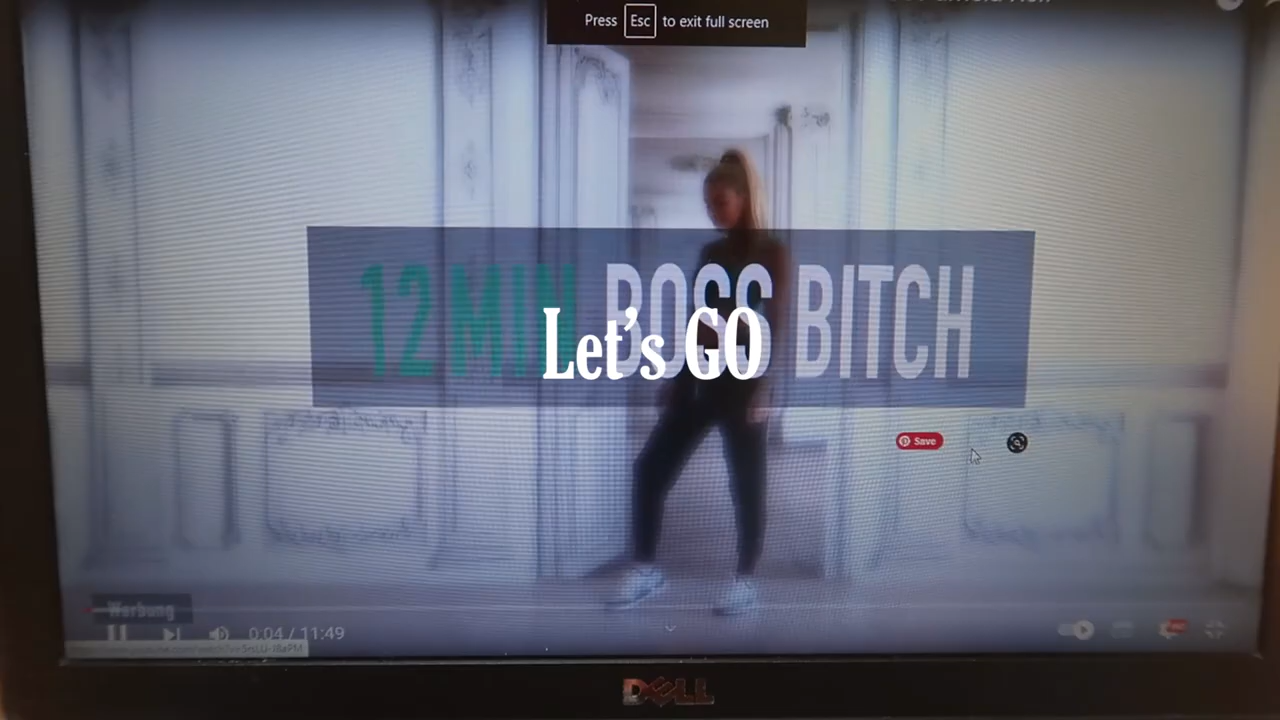 Press Esc to exit full screen
12 MIN BOSS BITCH
Let's GO
Save
Werbung
0:04 / 11:49
DELL